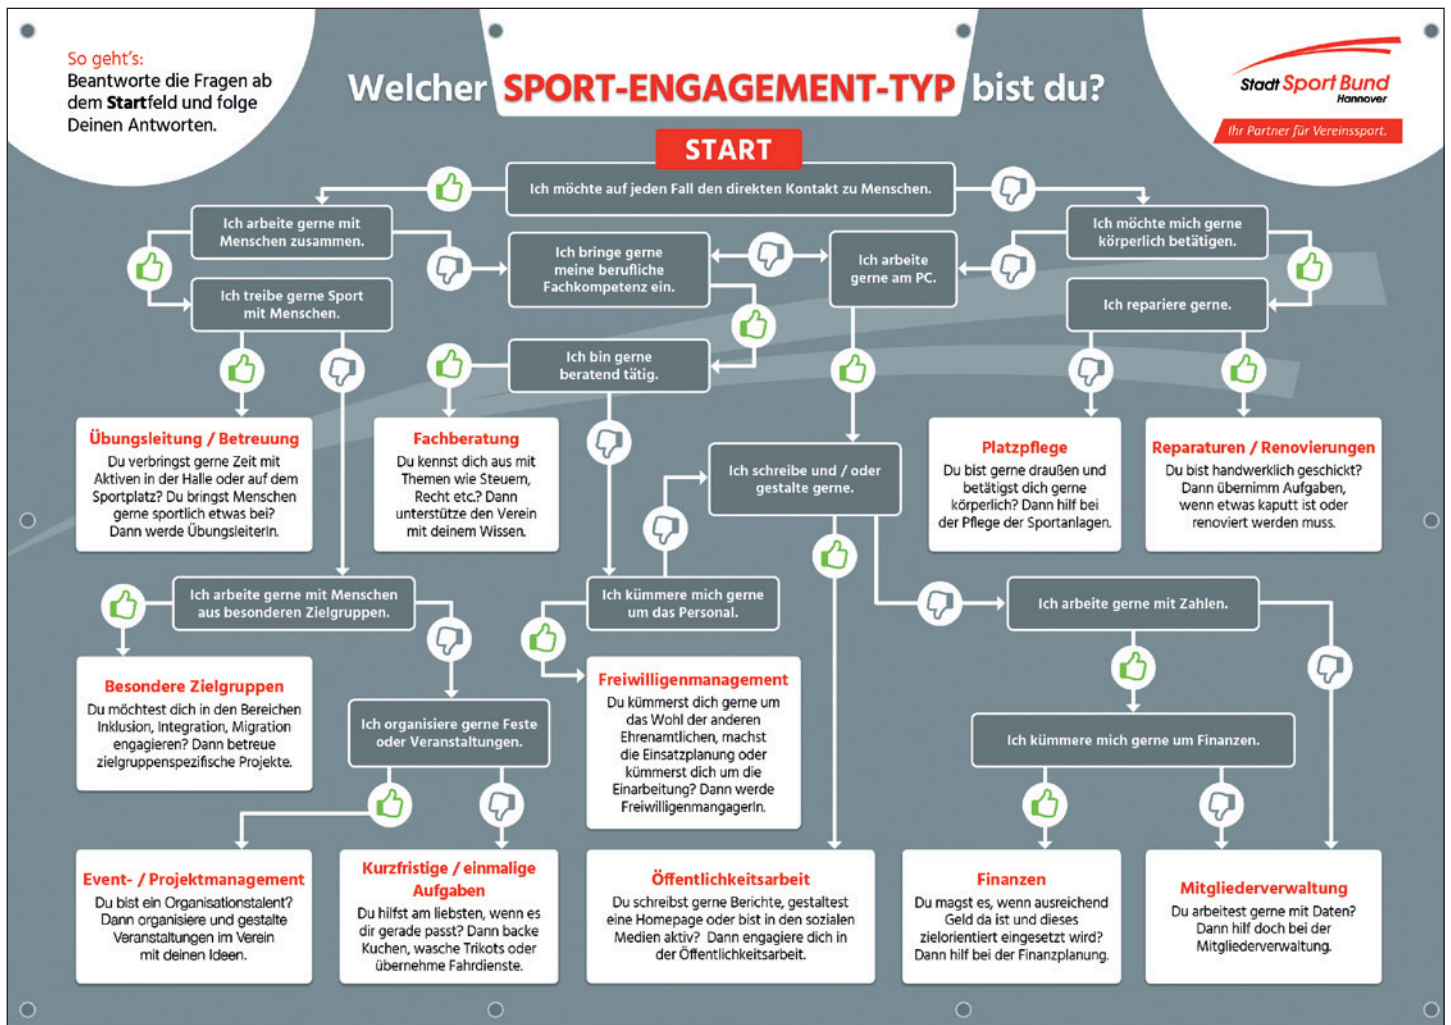 So geht's:
Beantworte die Fragen ab
dem Startfeld und folge
Deinen Antworten.
Welcher SPORT-ENGAGEMENT-TYP bist du?
Stadt Sport Bund
Hannover
Ihr Partner für Vereinssport.
START
Ich möchte auf jeden Fall den direkten Kontakt zu Menschen.
Ich arbeite gerne mit
Menschen zusammen.
Ich bringe gerne
meine berufliche
Fachkompetenz ein.
Ich arbeite
gerne am PC.
Ich möchte mich gerne
körperlich betätigen.
Ich treibe gerne Sport
mit Menschen.
Ich repariere gerne.
Ich bin gerne
beratend tätig.
Übungsleitung / Betreuung
Du verbringst gerne Zeit mit
Aktiven in der Halle oder auf dem
Sportplatz? Du bringst Menschen
gerne sportlich etwas bei?
Dann werde ÜbungsleiterIn.
Fachberatung
Du kennst dich aus mit
Themen wie Steuern,
Recht etc.? Dann
unterstütze den Verein
mit deinem Wissen.
Ich schreibe und / oder
gestalte gerne.
Platzpflege
Du bist gerne draußen und
betätigst dich gerne
körperlich? Dann hilf bei
der Pflege der Sportanlagen.
Reparaturen / Renovierungen
Du bist handwerklich geschickt?
Dann übernimm Aufgaben,
wenn etwas kaputt ist oder
renoviert werden muss.
Ich arbeite gerne mit Menschen
aus besonderen Zielgruppen.
Ich kümmere mich gerne
um das Personal.
Ich arbeite gerne mit Zahlen.
Besondere Zielgruppen
Du möchtest dich in den Bereichen
Inklusion, Integration, Migration
engagieren? Dann betreue
zielgruppenspezifische Projekte.
Ich organisiere gerne Feste
oder Veranstaltungen.
Freiwilligenmanagement
Du kümmerst dich gerne um
das Wohl der anderen
Ehrenamtlichen, machst
die Einsatzplanung oder
kümmerst dich um die
Einarbeitung? Dann werde
FreiwilligenmangagerIn.
Ich kümmere mich gerne um Finanzen.
Event- / Projektmanagement
Du bist ein Organisationstalent?
Dann organisiere und gestalte
Veranstaltungen im Verein
mit deinen Ideen.
Kurzfristige / einmalige
Aufgaben
Du hilfst am liebsten, wenn es
dir gerade passt? Dann backe
Kuchen, wasche Trikots oder
übernehme Fahrdienste.
Öffentlichkeitsarbeit
Du schreibst gerne Berichte, gestaltest
eine Homepage oder bist in den sozialen
Medien aktiv? Dann engagiere dich in
der Öffentlichkeitsarbeit.
Finanzen
Du magst es, wenn ausreichend
Geld da ist und dieses
zielorientiert eingesetzt wird?
Dann hilf bei der Finanzplanung.
Mitgliederverwaltung
Du arbeitest gerne mit Daten?
Dann hilf doch bei der
Mitgliederverwaltung.